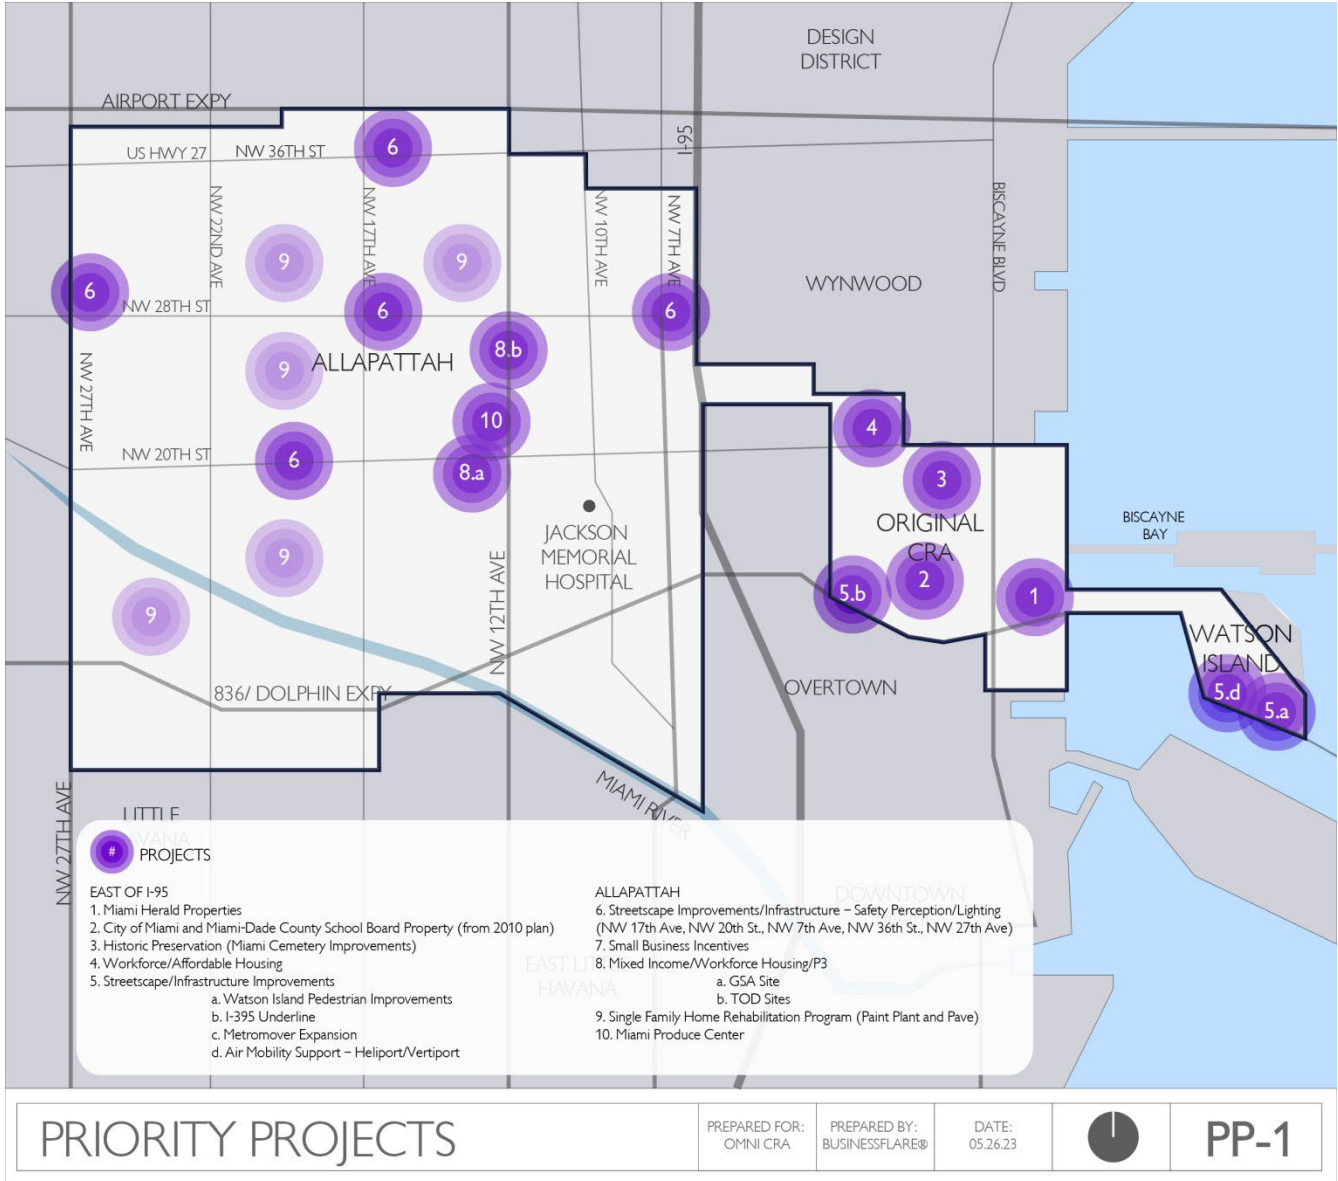 DESIGN
DISTRICT
AIRPORT EXPY
I-95
US HWY 27
NW 36TH ST
6
NW 22ND AVE
NW 17TH AVE
NW 10TH AVE
NW 7TH AVE
BISCAYNE BLVD
9
9
WYNWOOD
6
NW 28TH ST
6
6
8.b
ALLAPATTAH
9
NW 27TH AVE
10
4
NW 20TH ST
6
8.a
3
JACKSON
MEMORIAL
HOSPITAL
ORIGINAL
CRA
BISCAYNE
BAY
9
NW 12TH AVE
5.b
2
1
9
WATSON
ISLAND
836/ DOLPHIN EXPY
OVERTOWN
5.d
5.a
MIAMI RIVER
NW 27TH AVE
LITTLE
HAVANA
DOWNTOWN
EAST LITTLE
HAVANA
# PROJECTS
EAST OF I-95
1. Miami Herald Properties
2. City of Miami and Miami-Dade County School Board Property (from 2010 plan)
3. Historic Preservation (Miami Cemetery Improvements)
4. Workforce/Affordable Housing
5. Streetscape/Infrastructure Improvements
a. Watson Island Pedestrian Improvements
b. I-395 Underline
c. Metromover Expansion
d. Air Mobility Support – Heliport/Vertiport
ALLAPATTAH
6. Streetscape Improvements/Infrastructure – Safety Perception/Lighting
(NW 17th Ave, NW 20th St., NW 7th Ave, NW 36th St., NW 27th Ave)
7. Small Business Incentives
8. Mixed Income/Workforce Housing/P3
a. GSA Site
b. TOD Sites
9. Single Family Home Rehabilitation Program (Paint Plant and Pave)
10. Miami Produce Center
PRIORITY PROJECTS
PREPARED FOR:
OMNI CRA
PREPARED BY:
BUSINESSFLARE®
DATE:
05.26.23
PP-1